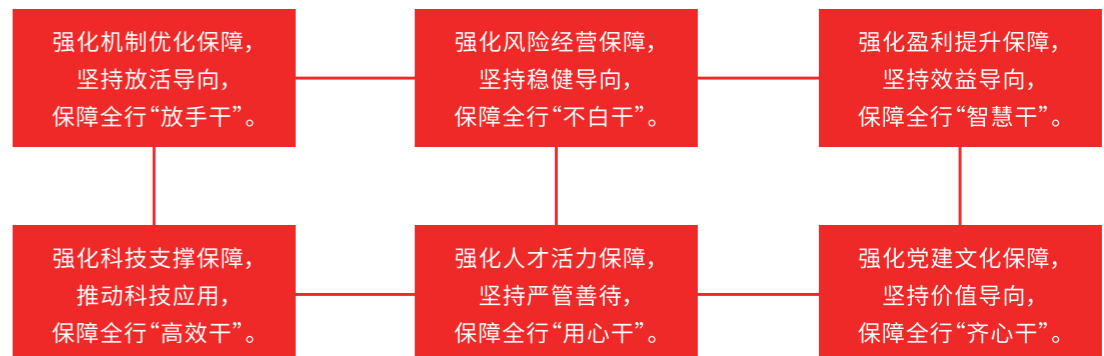 强化机制优化保障，
坚持放活导向，
保障全行“放手干”。
强化风险经营保障，
坚持稳健导向，
保障全行“不白干”。
强化盈利提升保障，
坚持效益导向，
保障全行“智慧干”。
强化科技支撑保障，
推动科技应用，
保障全行“高效干”。
强化人才活力保障，
坚持严管善待，
保障全行“用心干”。
强化党建文化保障，
坚持价值导向，
保障全行“齐心干”。